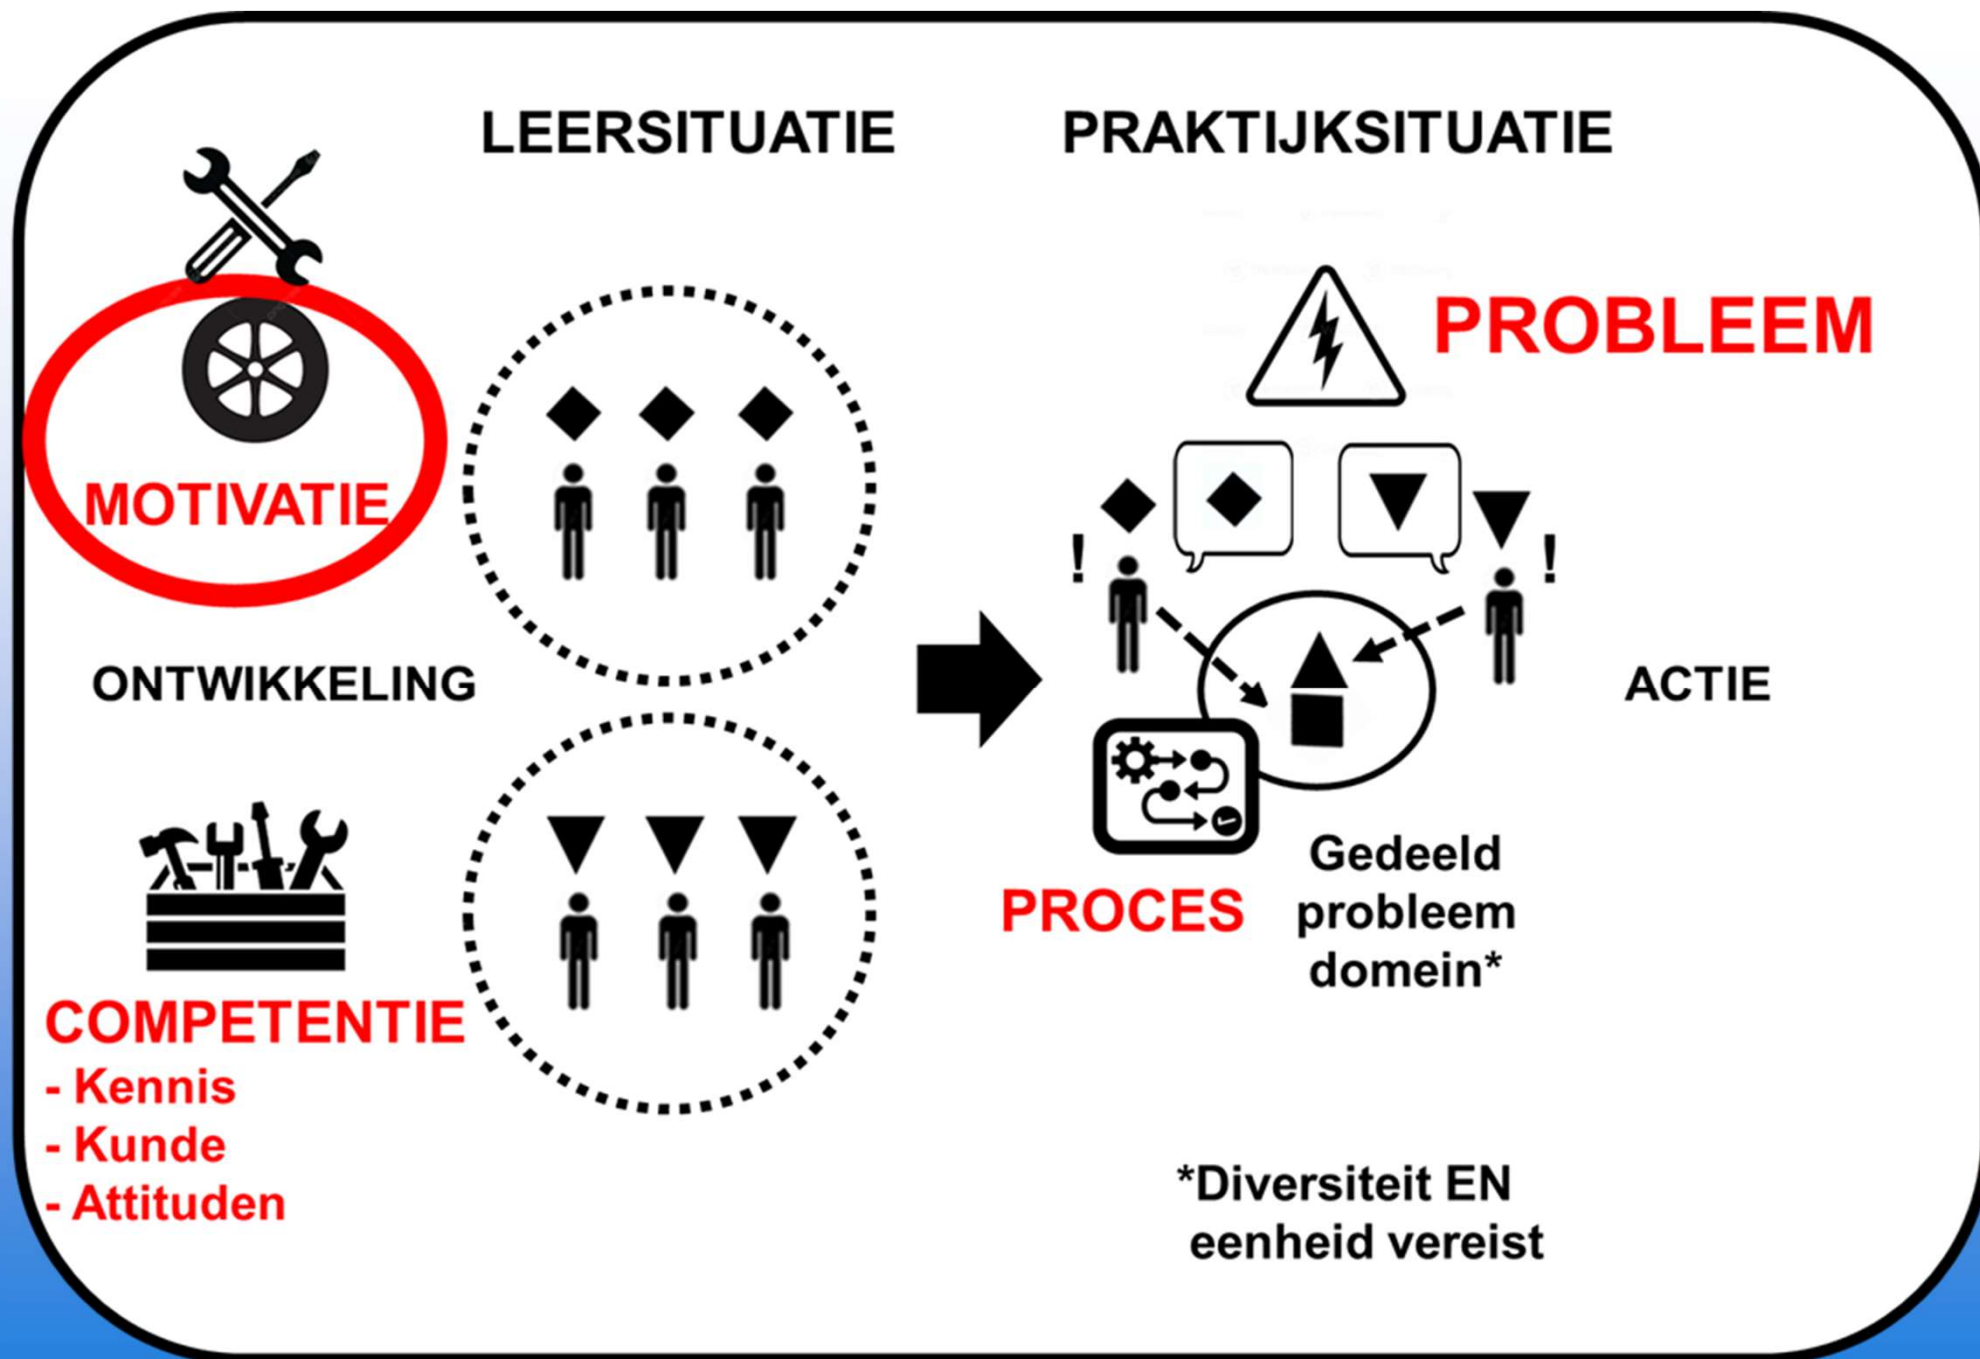 LEERSITUATIE
PRAKTIJKSITUATIE
PROBLEEM
MOTIVATIE
!
!
ONTWIKKELING
ACTIE
Gedeeld
probleem
domein*
PROCES
COMPETENTIE
- Kennis
- Kunde
- Attituden
*Diversiteit EN
eenheid vereist